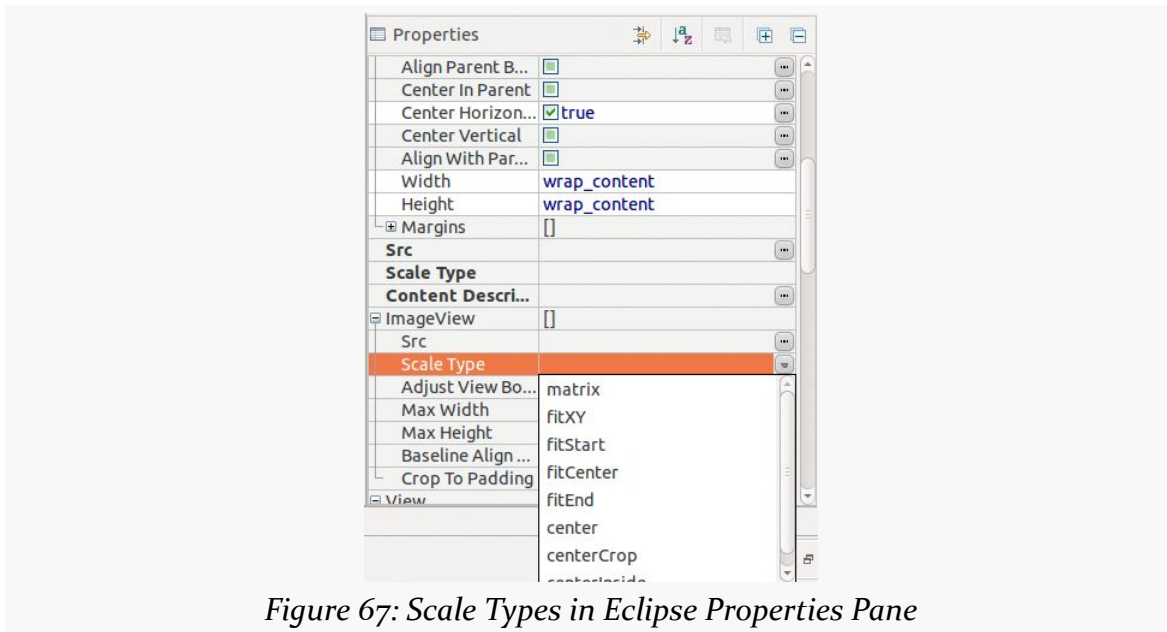 Properties
Align Parent B...
Center In Parent
Center Horizon... true
Center Vertical
Align With Par...
Width wrap_content
Height wrap_content
Margins []
Src
Scale Type
Content Descri...
ImageView []
Src
Scale Type
Adjust View Bo...
Max Width
Max Height
Baseline Align ...
Crop To Padding
View
matrix
fitXY
fitStart
fitCenter
fitEnd
center
centerCrop
centerInside
Figure 67: Scale Types in Eclipse Properties Pane